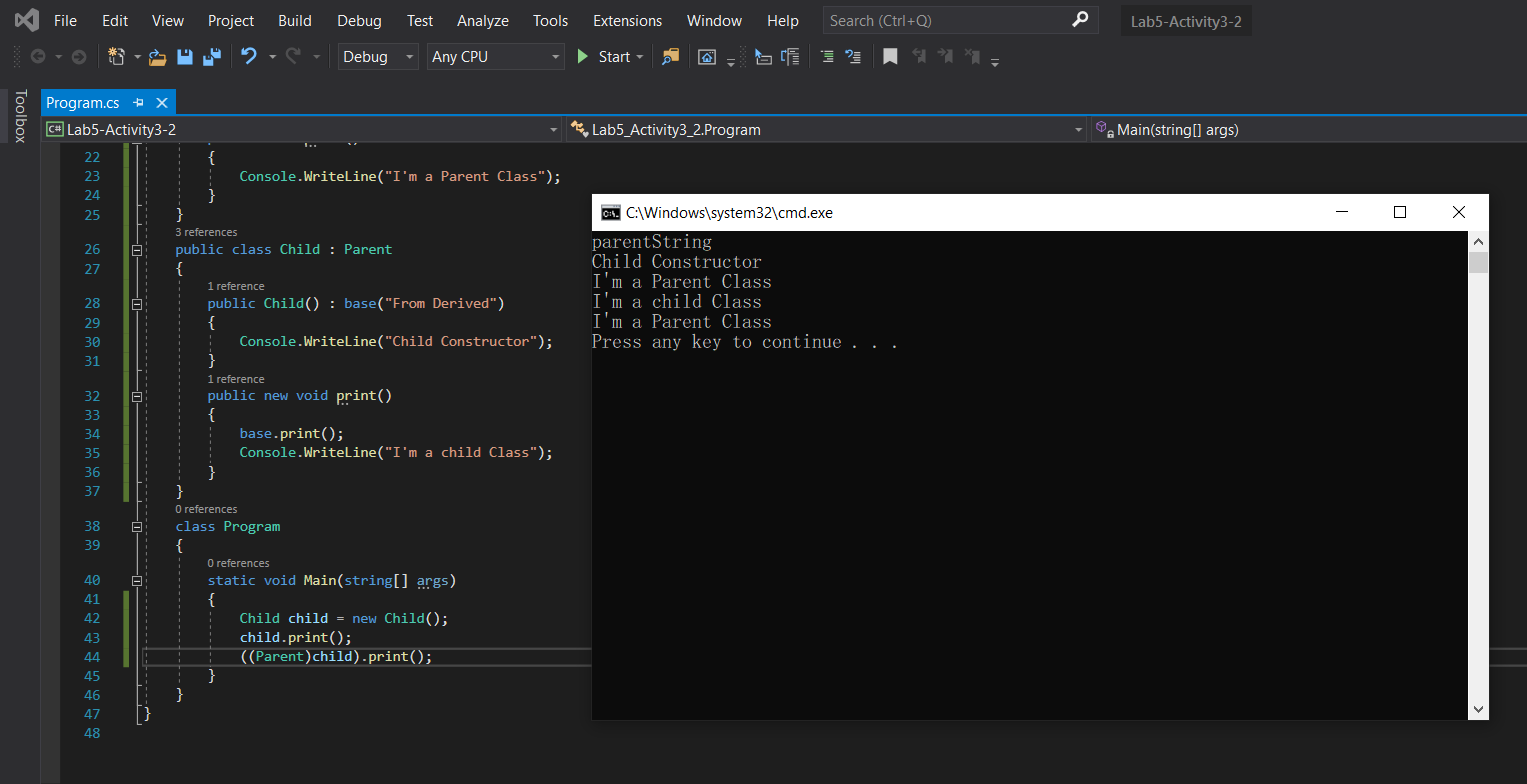 File Edit View Project Build Debug Test Analyze Tools Extensions Window Help Search (Ctrl+Q) Lab5-Activity3-2
Debug Any CPU Start
Toolbox
Program.cs
C# Lab5-Activity3-2 Lab5_Activity3_2.Program Main(string[] args)
22 {
23 Console.WriteLine("I'm a Parent Class");
24 }
25 }
3 references
26 public class Child : Parent
27 {
1 reference
28 public Child() : base("From Derived")
29 {
30 Console.WriteLine("Child Constructor");
31 }
1 reference
32 public new void print()
33 {
34 base.print();
35 Console.WriteLine("I'm a child Class");
36 }
37 }
0 references
38 class Program
39 {
0 references
40 static void Main(string[] args)
41 {
42 Child child = new Child();
43 child.print();
44 ((Parent)child).print();
45 }
46 }
47 }
48
C:\Windows\system32\cmd.exe
parentString
Child Constructor
I'm a Parent Class
I'm a child Class
I'm a Parent Class
Press any key to continue . . .